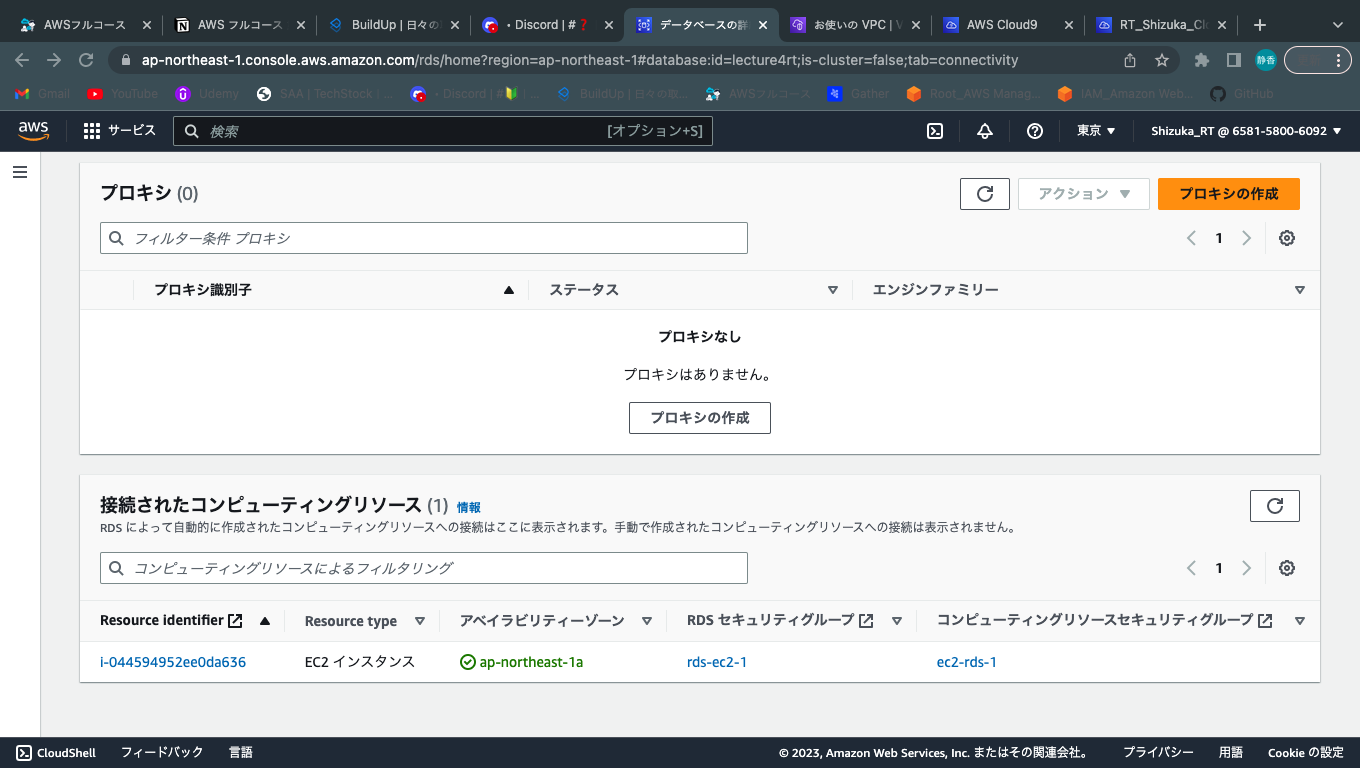 AWSフルコース
AWS フルコース
BuildUp | 日々の
• Discord | # ❓
データベースの詳
お使いの VPC | V
AWS Cloud9
RT_Shizuka_Cl
ap-northeast-1.console.aws.amazon.com/rds/home?region=ap-northeast-1#database:id=lecture4rt;is-cluster=false;tab=connectivity
静香
Gmail YouTube Udemy SAA | TechStock | ... • Discord | #🔰 | ... BuildUp | 日々の取... AWSフルコース Gather Root_AWS Manag... IAM_Amazon Web... GitHub
aws サービス 検索 [オプション+S] 東京 ▼ Shizuka_RT @ 6581-5800-6092 ▼
プロキシ (0)
アクション ▼
プロキシの作成
フィルター条件 プロキシ
1
プロキシ識別子 ステータス エンジンファミリー
プロキシなし
プロキシはありません。
プロキシの作成
接続されたコンピューティングリソース (1) 情報
RDS によって自動的に作成されたコンピューティングリソースへの接続はここに表示されます。手動で作成されたコンピューティングリソースへの接続は表示されません。
コンピューティングリソースによるフィルタリング
1
Resource identifier Resource type アベイラビリティーゾーン RDS セキュリティグループ コンピューティングリソースセキュリティグループ
i-044594952ee0da636 EC2 インスタンス ap-northeast-1a rds-ec2-1 ec2-rds-1
CloudShell フィードバック 言語 © 2023, Amazon Web Services, Inc. またはその関連会社。 プライバシー 用語 Cookie の設定